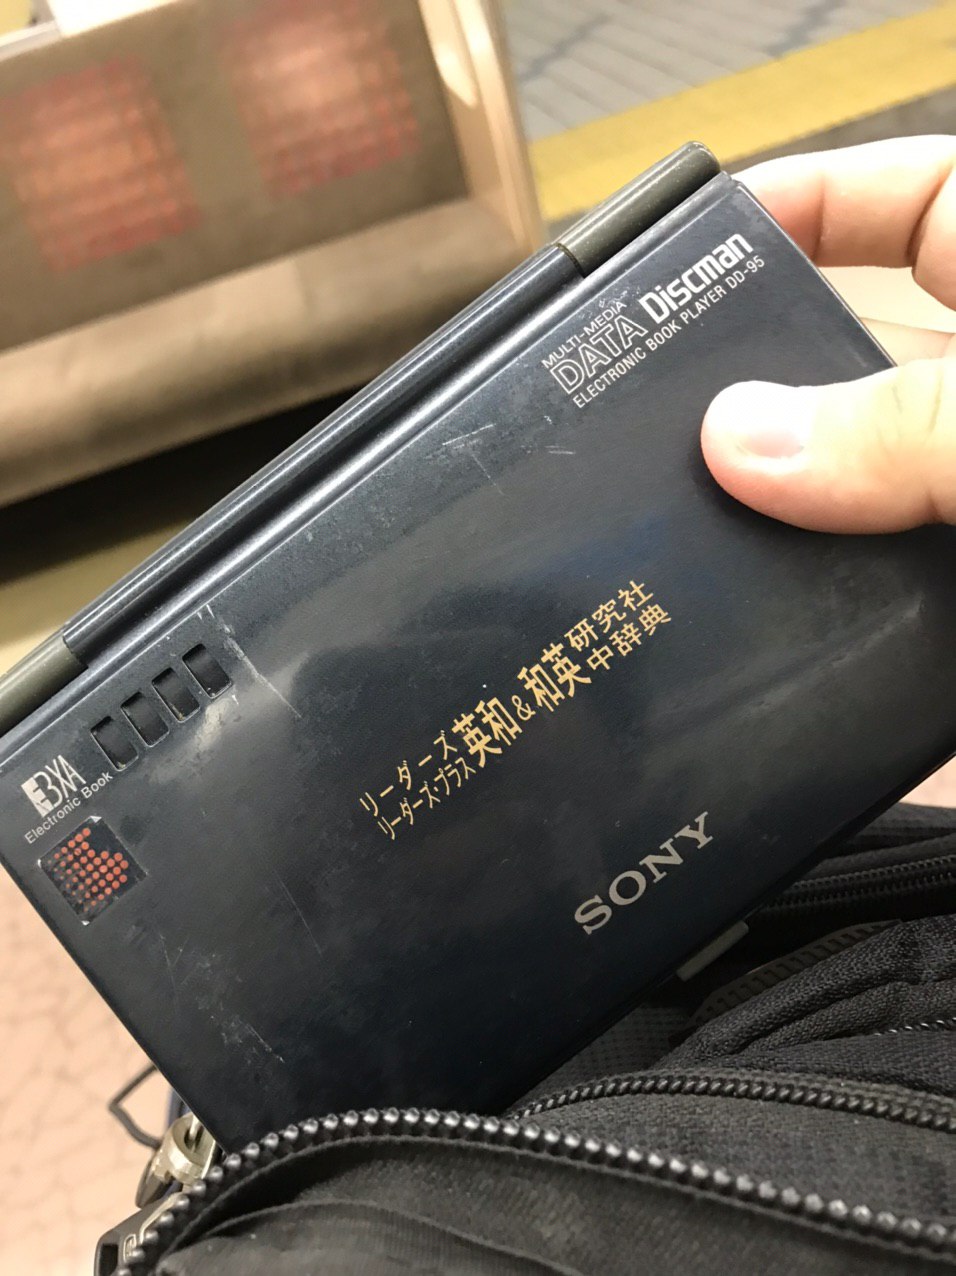 MULTI-MEDIA
DATA Discman
ELECTRONIC BOOK PLAYER DD-95
リーダーズ
リーダーズ・プラス
英和&和英
研究社
中辞典
EBXA
Electronic Book
SONY